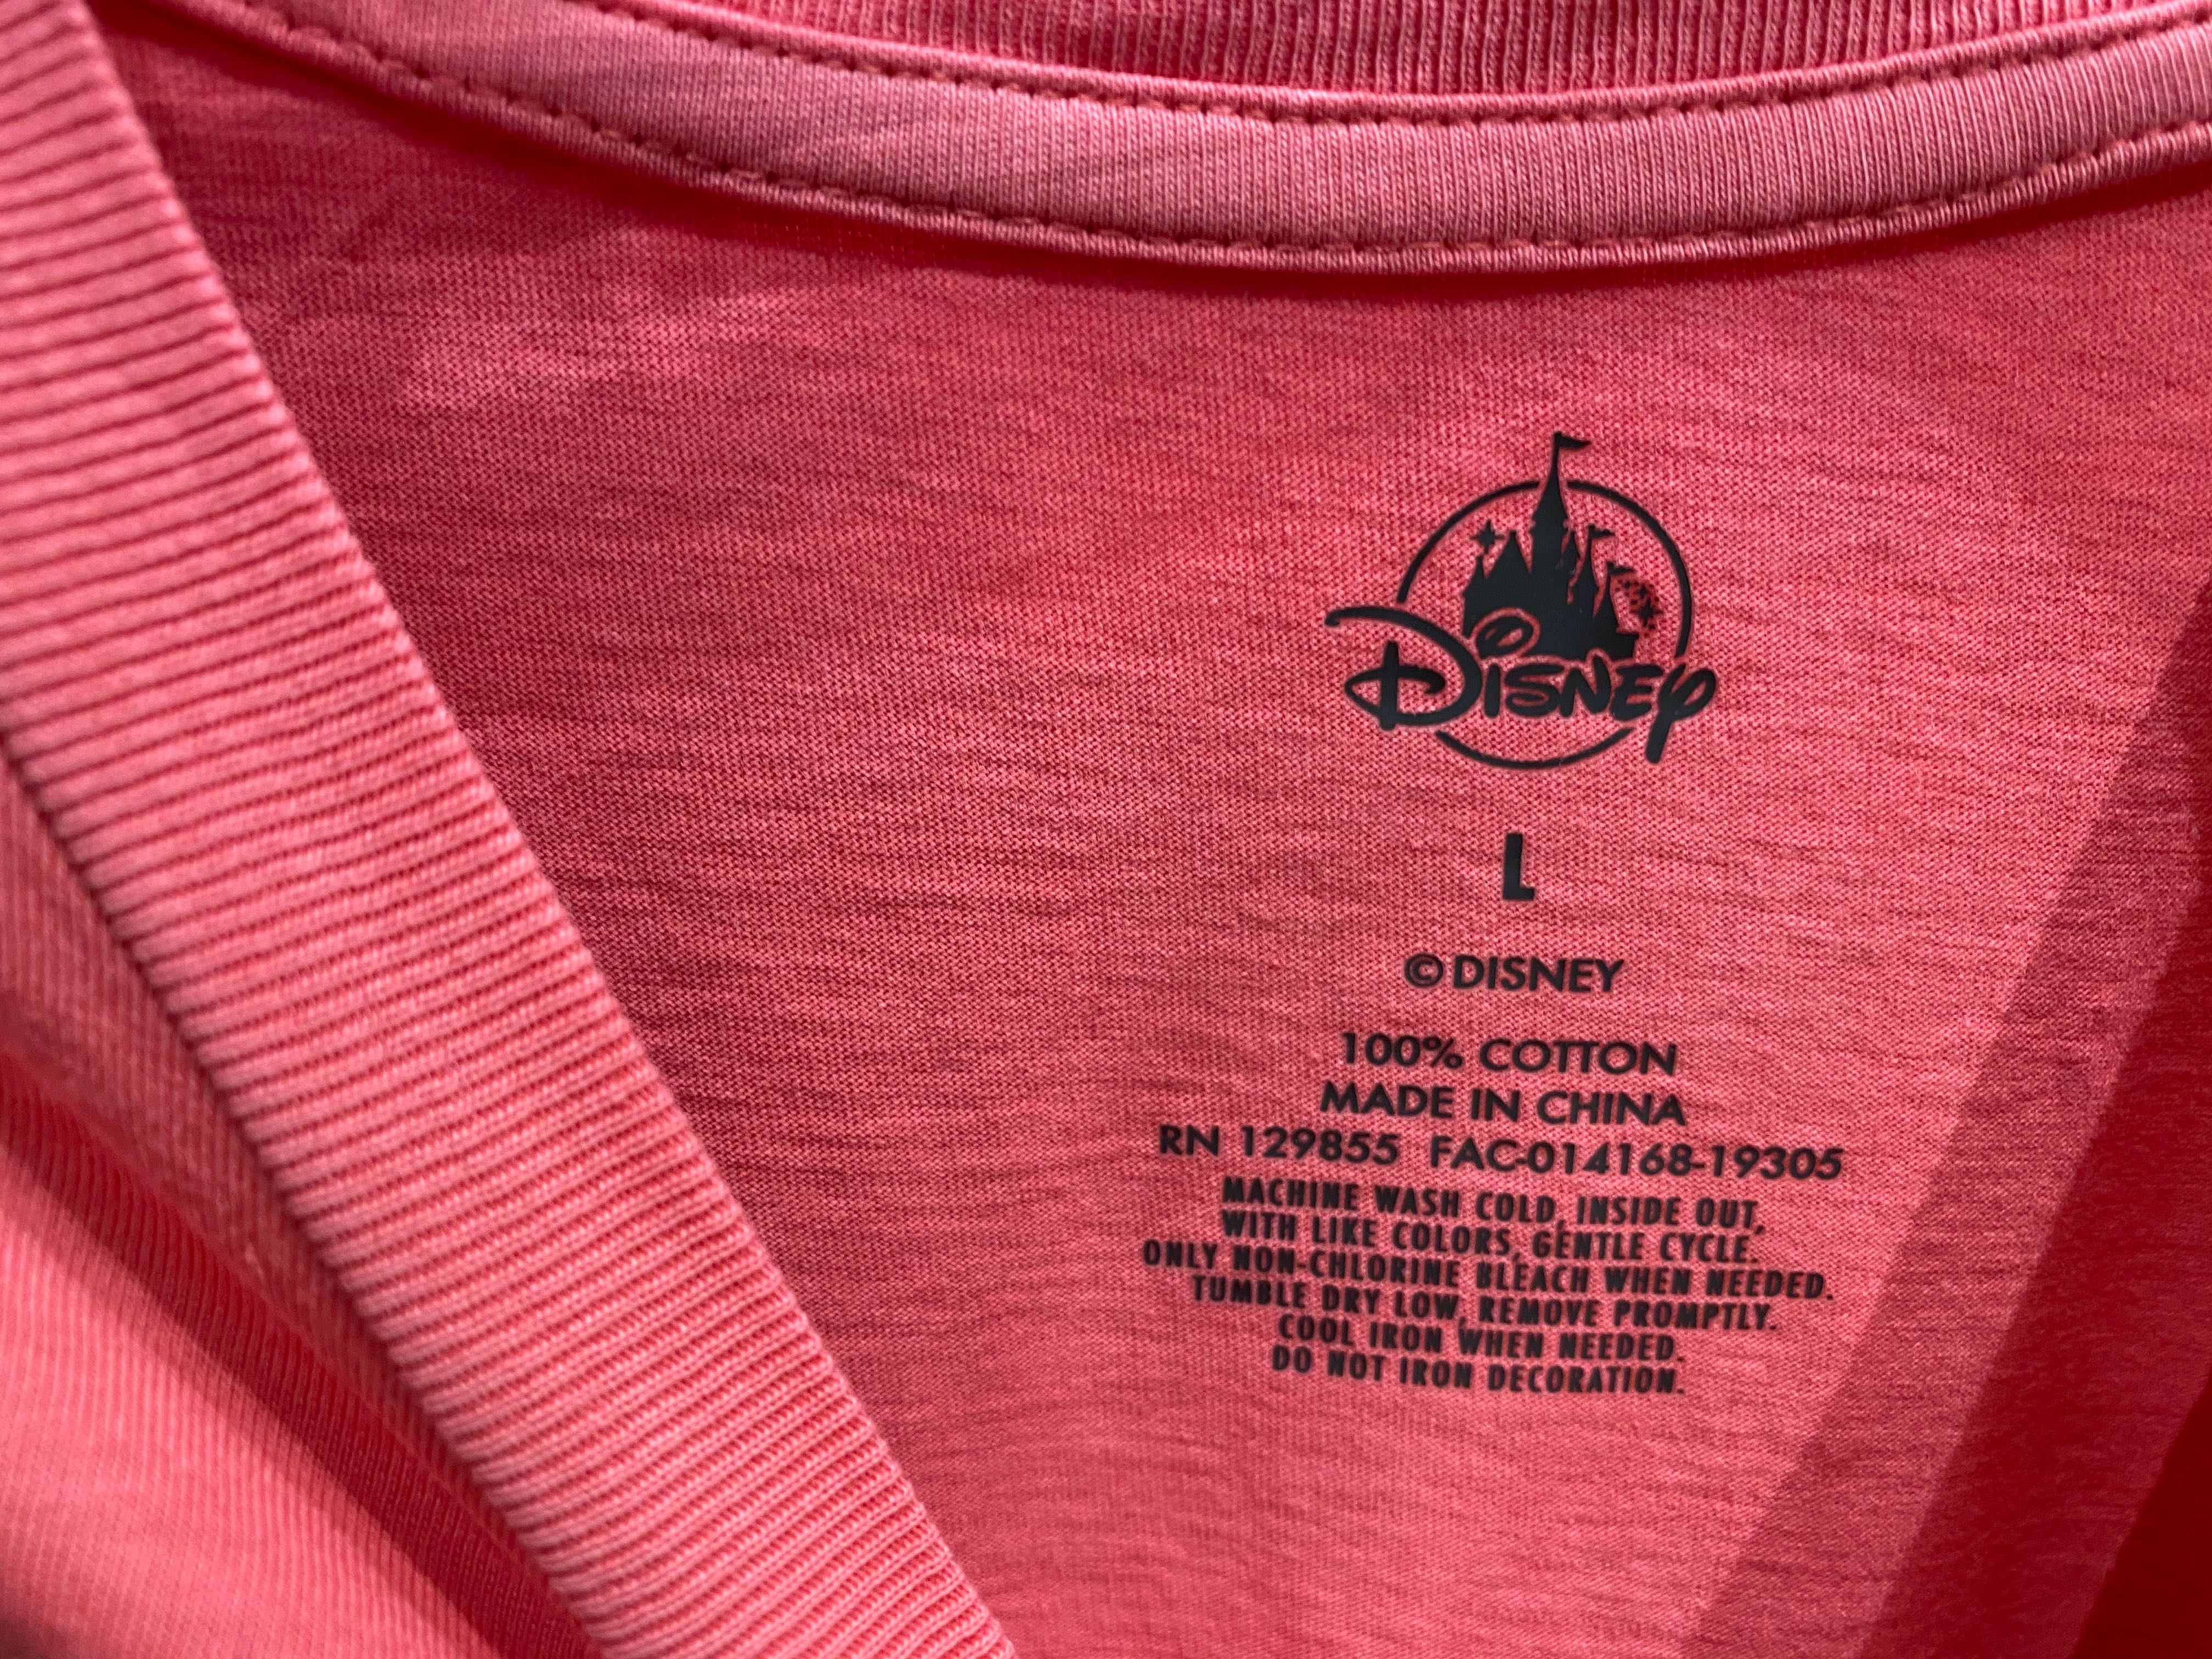 DISNEY
L
©DISNEY
100% COTTON
MADE IN CHINA
RN 129855 FAC-014168-19305
MACHINE WASH COLD, INSIDE OUT,
WITH LIKE COLORS, GENTLE CYCLE.
ONLY NON-CHLORINE BLEACH WHEN NEEDED.
TUMBLE DRY LOW, REMOVE PROMPTLY.
COOL IRON WHEN NEEDED.
DO NOT IRON DECORATION.